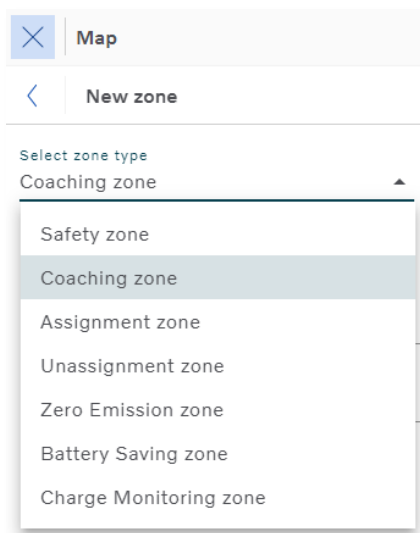 Map
New zone
Select zone type
Coaching zone
Safety zone
Coaching zone
Assignment zone
Unassignment zone
Zero Emission zone
Battery Saving zone
Charge Monitoring zone